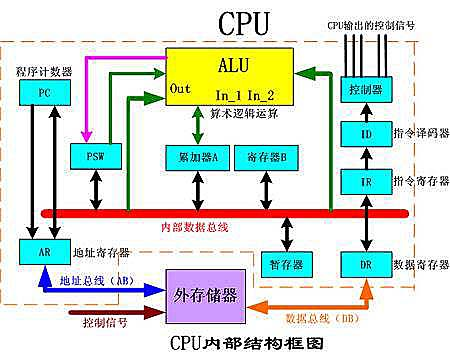 CPU
CPU输出的控制信号
程序计数器
PC
ALU
Out
In_1 In_2
算术逻辑运算
控制器
ID
指令译码器
PSW
累加器A
寄存器B
IR
指令寄存器
内部数据总线
AR
地址寄存器
暂存器
DR
数据寄存器
地址总线(AB)
外存储器
控制信号
数据总线(DB)
CPU内部结构框图